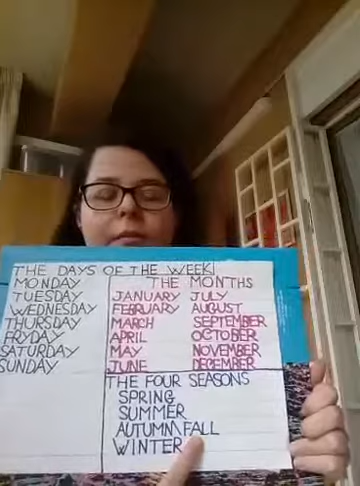 THE DAYS OF THE WEEK
MONDAY
TUESDAY
WEDNESDAY
THURSDAY
FRYDAY
SATURDAY
SUNDAY
THE MONTHS
JANUARY JULY
FEBRUARY AUGUST
MARCH SEPTEMBER
APRIL OCTOBER
MAY NOVEMBER
JUNE DECEMBER
THE FOUR SEASONS
SPRING
SUMMER
AUTUMM/FALL
WINTER